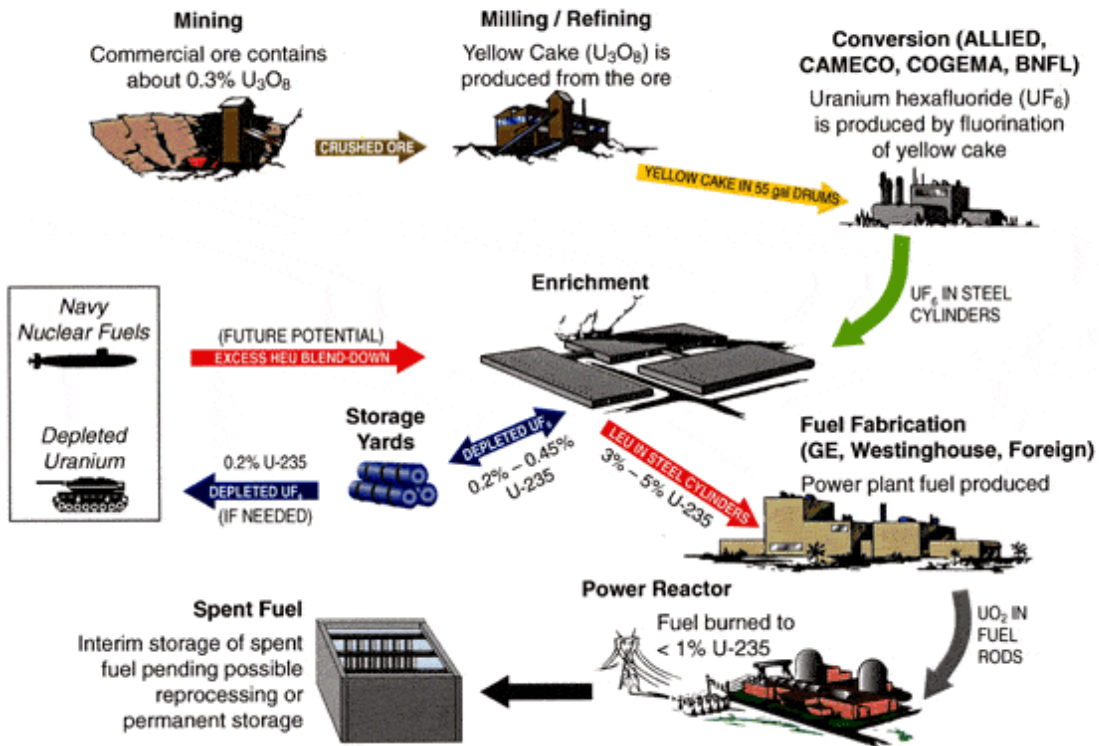 Mining
Commercial ore contains
about 0.3% U₃O₈
CRUSHED ORE
Milling / Refining
Yellow Cake (U₃O₈) is
produced from the ore
YELLOW CAKE IN 55 gal DRUMS
Conversion (ALLIED,
CAMECO, COGEMA, BNFL)
Uranium hexafluoride (UF₆)
is produced by fluorination
of yellow cake
UF₆ IN STEEL
CYLINDERS
Enrichment
Navy
Nuclear Fuels
(FUTURE POTENTIAL)
EXCESS HEU BLEND-DOWN
Depleted
Uranium
0.2% U-235
DEPLETED UF₆
(IF NEEDED)
Storage
Yards
DEPLETED UF₆
0.2% – 0.45%
U-235
LEU IN STEEL CYLINDERS
3% – 5% U-235
Fuel Fabrication
(GE, Westinghouse, Foreign)
Power plant fuel produced
UO₂ IN
FUEL
RODS
Power Reactor
Fuel burned to
< 1% U-235
Spent Fuel
Interim storage of spent
fuel pending possible
reprocessing or
permanent storage